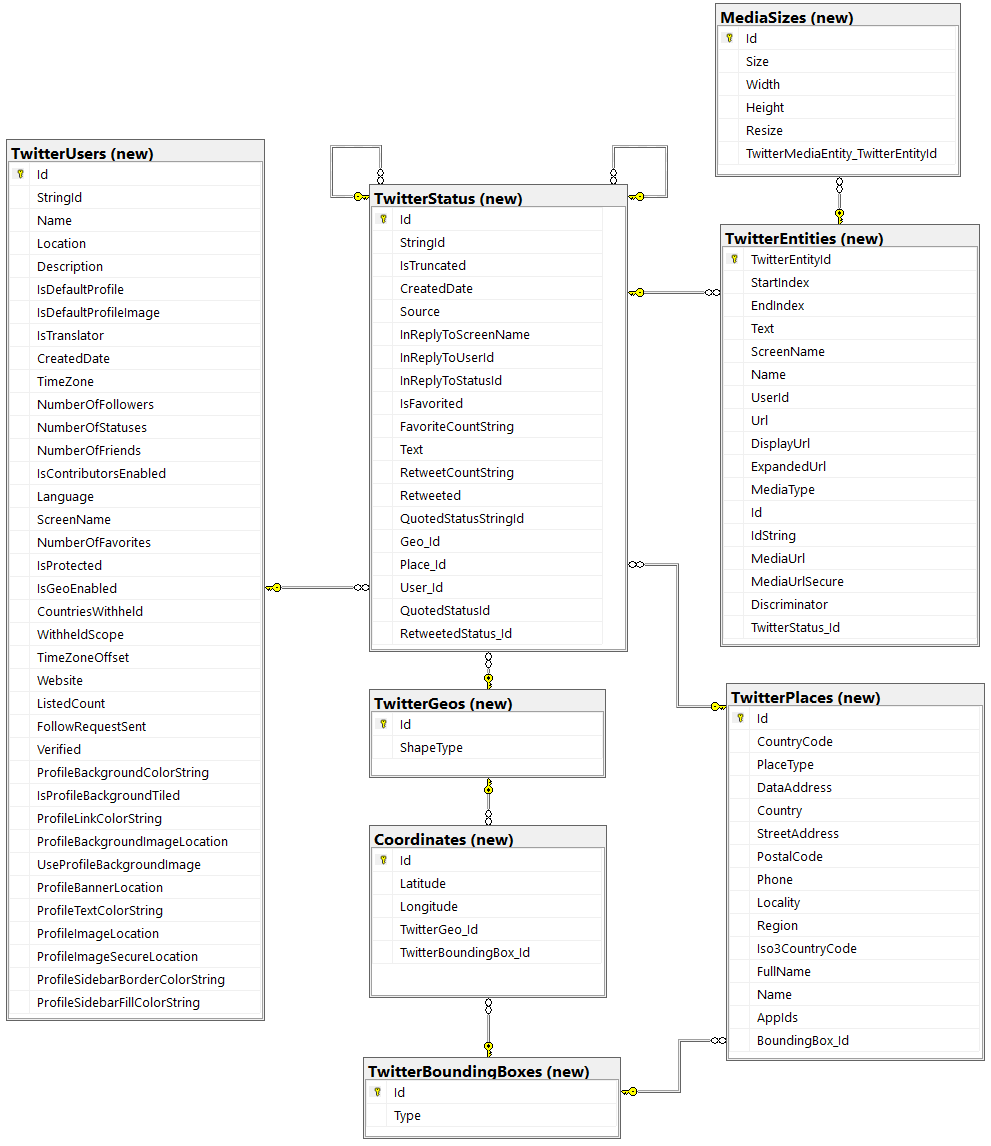 MediaSizes (new)
Id
Size
Width
Height
Resize
TwitterMediaEntity_TwitterEntityId
TwitterUsers (new)
Id
StringId
Name
Location
Description
IsDefaultProfile
IsDefaultProfileImage
IsTranslator
CreatedDate
TimeZone
NumberOfFollowers
NumberOfStatuses
NumberOfFriends
IsContributorsEnabled
Language
ScreenName
NumberOfFavorites
IsProtected
IsGeoEnabled
CountriesWithheld
WithheldScope
TimeZoneOffset
Website
ListedCount
FollowRequestSent
Verified
ProfileBackgroundColorString
IsProfileBackgroundTiled
ProfileLinkColorString
ProfileBackgroundImageLocation
UseProfileBackgroundImage
ProfileBannerLocation
ProfileTextColorString
ProfileImageLocation
ProfileImageSecureLocation
ProfileSidebarBorderColorString
ProfileSidebarFillColorString
TwitterStatus (new)
Id
StringId
IsTruncated
CreatedDate
Source
InReplyToScreenName
InReplyToUserId
InReplyToStatusId
IsFavorited
FavoriteCountString
Text
RetweetCountString
Retweeted
QuotedStatusStringId
Geo_Id
Place_Id
User_Id
QuotedStatusId
RetweetedStatus_Id
TwitterEntities (new)
TwitterEntityId
StartIndex
EndIndex
Text
ScreenName
Name
UserId
Url
DisplayUrl
ExpandedUrl
MediaType
Id
IdString
MediaUrl
MediaUrlSecure
Discriminator
TwitterStatus_Id
TwitterGeos (new)
Id
ShapeType
TwitterPlaces (new)
Id
CountryCode
PlaceType
DataAddress
Country
StreetAddress
PostalCode
Phone
Locality
Region
Iso3CountryCode
FullName
Name
AppIds
BoundingBox_Id
Coordinates (new)
Id
Latitude
Longitude
TwitterGeo_Id
TwitterBoundingBox_Id
TwitterBoundingBoxes (new)
Id
Type